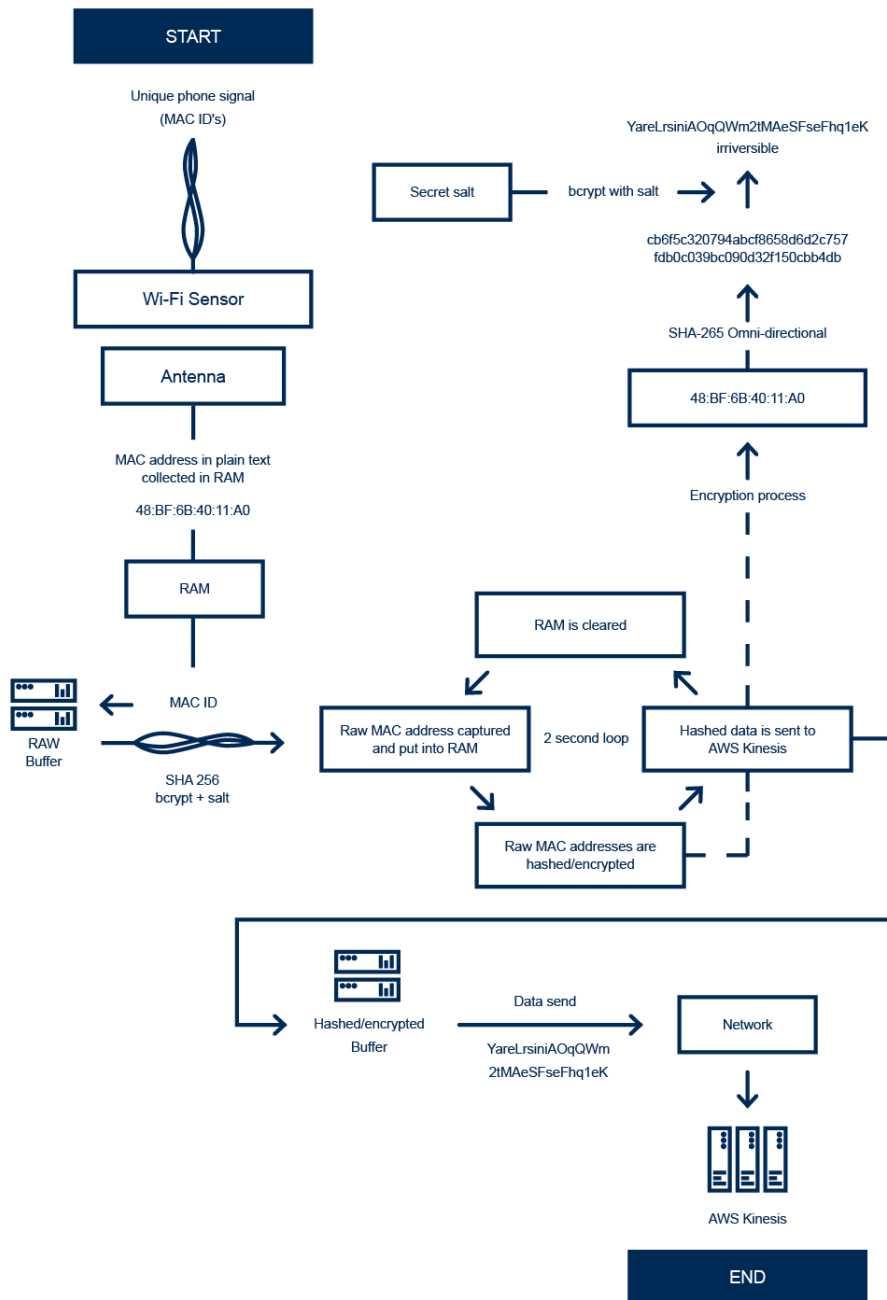 START
Unique phone signal
(MAC ID's)
Wi-Fi Sensor
Antenna
MAC address in plain text
collected in RAM
48:BF:6B:40:11:A0
RAM
MAC ID
RAW
Buffer
SHA 256
bcrypt + salt
YareLrsiniAOqQWm2tMAeSFseFhq1eK
irriversible
Secret salt
bcrypt with salt
cb6f5c320794abcf8658d6d2c757
fdb0c039bc090d32f150cbb4db
SHA-265 Omni-directional
48:BF:6B:40:11:A0
Encryption process
RAM is cleared
Raw MAC address captured
and put into RAM
2 second loop
Hashed data is sent to
AWS Kinesis
Raw MAC addresses are
hashed/encrypted
Hashed/encrypted
Buffer
Data send
YareLrsiniAOqQWm
2tMAeSFseFhq1eK
Network
AWS Kinesis
END